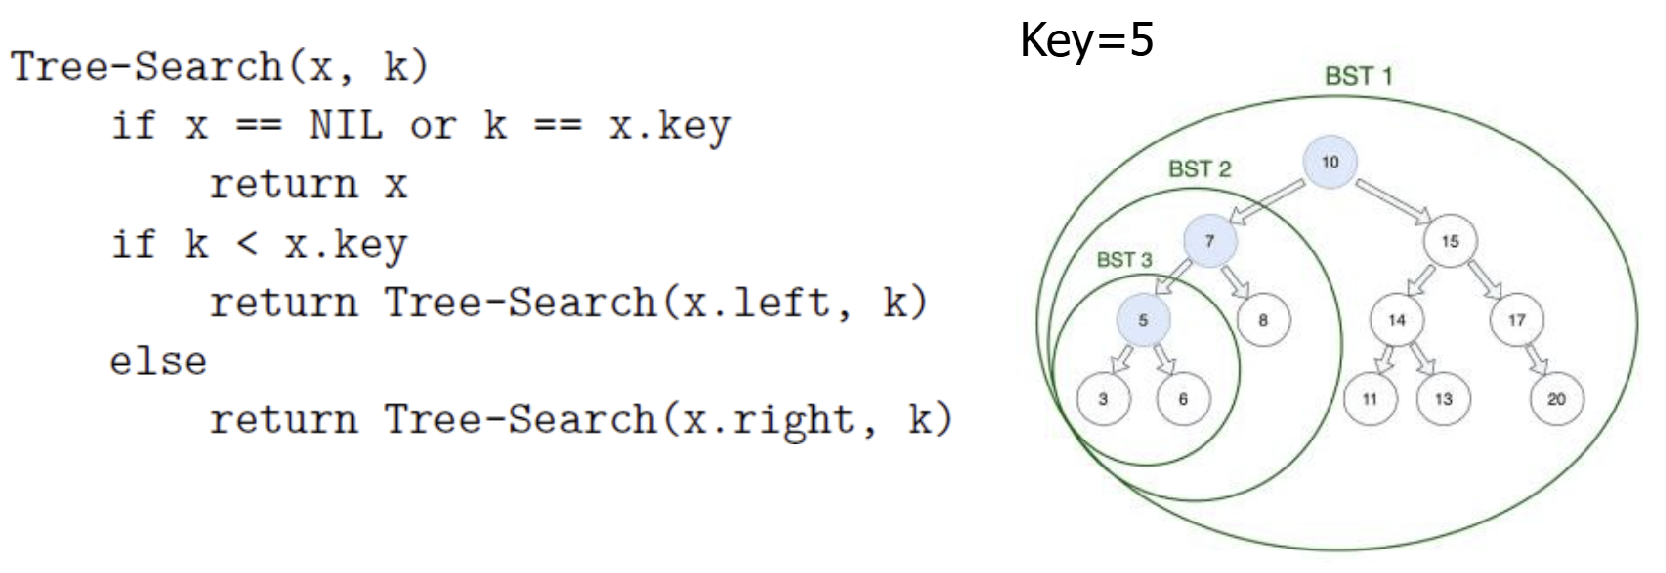 Tree-Search(x, k)
if x == NIL or k == x.key
return x
if k < x.key
return Tree-Search(x.left, k)
else
return Tree-Search(x.right, k)
Key=5
BST 1
10
BST 2
7
15
BST 3
5
8
14
17
3
6
11
13
20